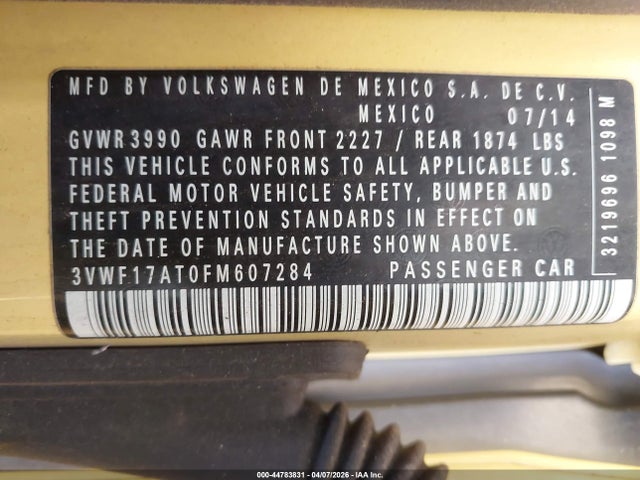 MFD BY VOLKSWAGEN DE MEXICO S.A. DE C.V.
MEXICO 07/14
GVWR 3990 GAWR FRONT 2227 / REAR 1874 LBS
THIS VEHICLE CONFORMS TO ALL APPLICABLE U.S.
FEDERAL MOTOR VEHICLE SAFETY, BUMPER AND
THEFT PREVENTION STANDARDS IN EFFECT ON
THE DATE OF MANUFACTURE SHOWN ABOVE.
3VWF17AT0FM607284 PASSENGER CAR
3219696 1098 M
000-44783831 - 04/07/2026 - IAA Inc.